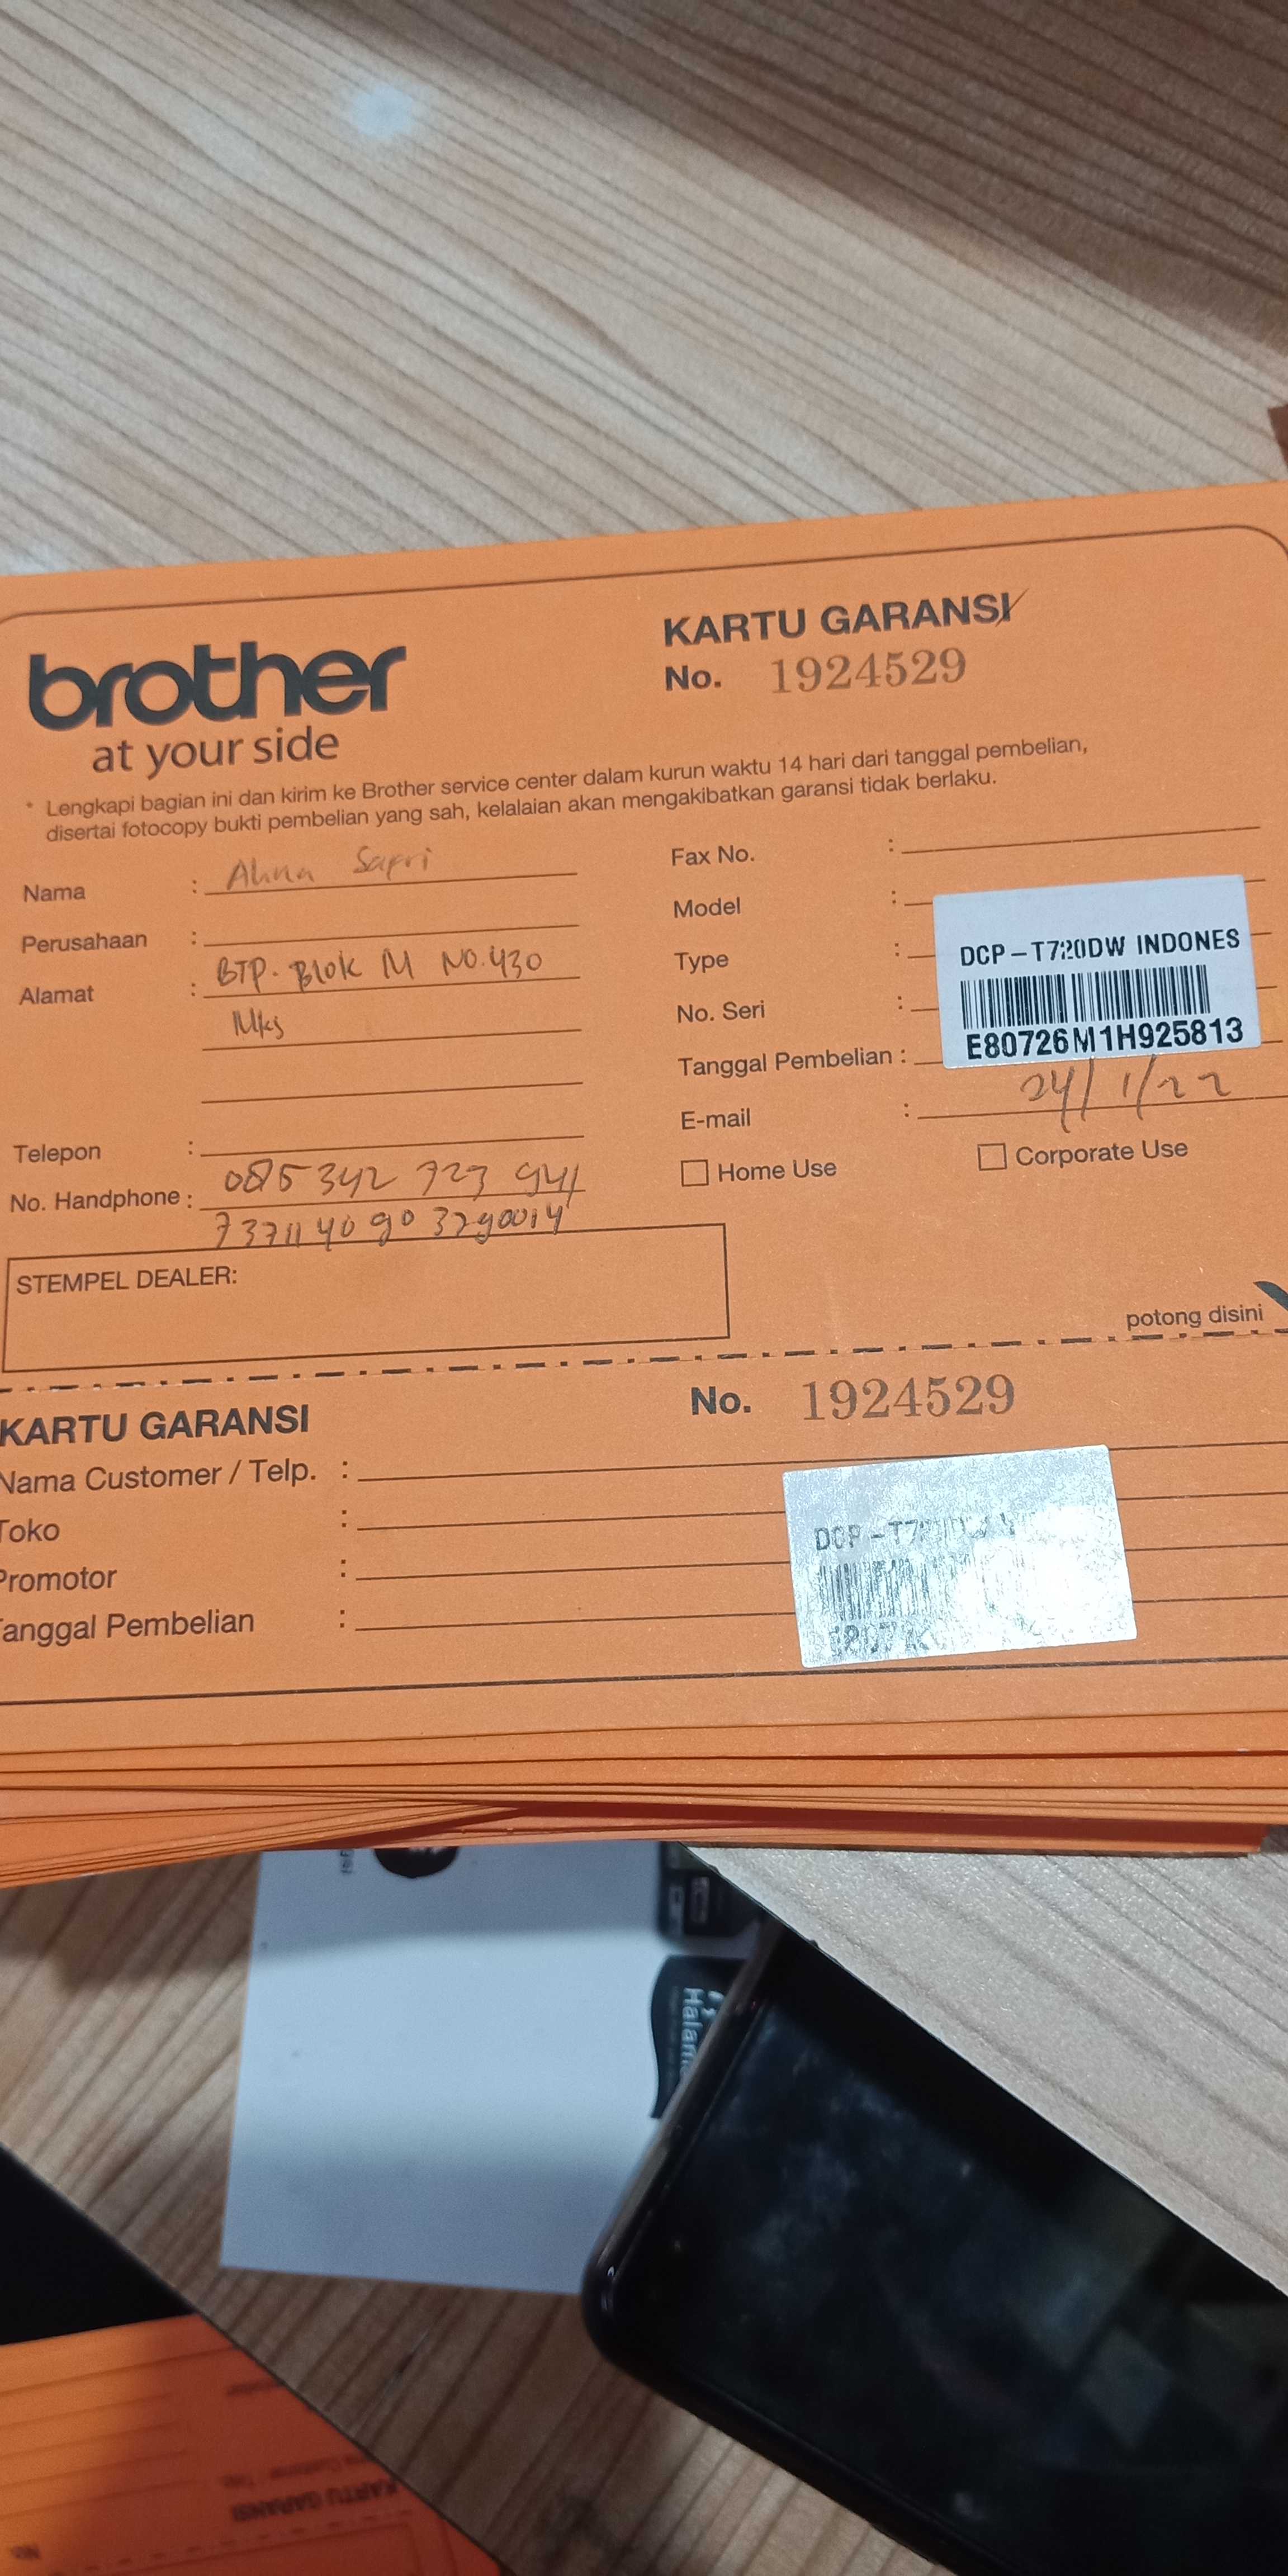 brother
at your side
KARTU GARANSI
No. 1924529
* Lengkapi bagian ini dan kirim ke Brother service center dalam kurun waktu 14 hari dari tanggal pembelian,
disertai fotocopy bukti pembelian yang sah, kelalaian akan mengakibatkan garansi tidak berlaku.
Nama : Sapri
Perusahaan :
Alamat : BTP. Blok M No.430
Mks
Telepon :
No. Handphone : 085 342 723 941
STEMPEL DEALER:
Fax No. :
Model :
Type :
No. Seri :
DCP-T720DW INDONES
E80726M1H925813
Tanggal Pembelian :
24/1/22
E-mail :
Home Use
Corporate Use
potong disini
KARTU GARANSI
No. 1924529
Nama Customer / Telp. :
Toko :
Promotor :
Tanggal Pembelian :
KARTU GARANSI